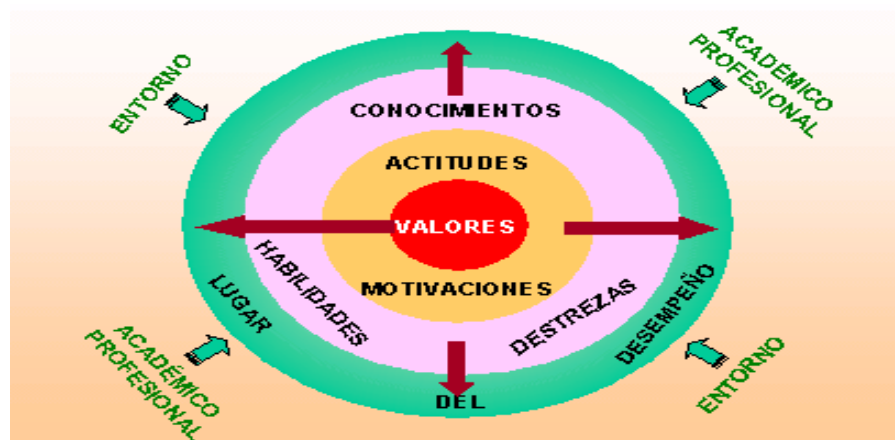 ENTORNO
ACADÉMICO
PROFESIONAL
CONOCIMIENTOS
ACTITUDES
VALORES
MOTIVACIONES
HABILIDADES
DESTREZAS
LUGAR
DEL
DESEMPEÑO
ACADÉMICO
PROFESIONAL
ENTORNO